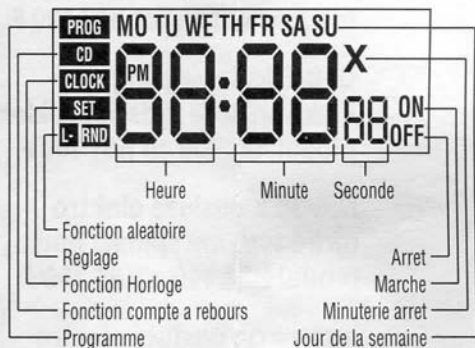 PROG MO TU WE TH FR SA SU
CD
CLOCK
SET
L- RND
PM 88:88 X
88 ON
OFF
Heure Minute Seconde
Fonction aleatoire
Reglage Arret
Fonction Horloge Marche
Fonction compte a rebours Minuterie arret
Programme Jour de la semaine